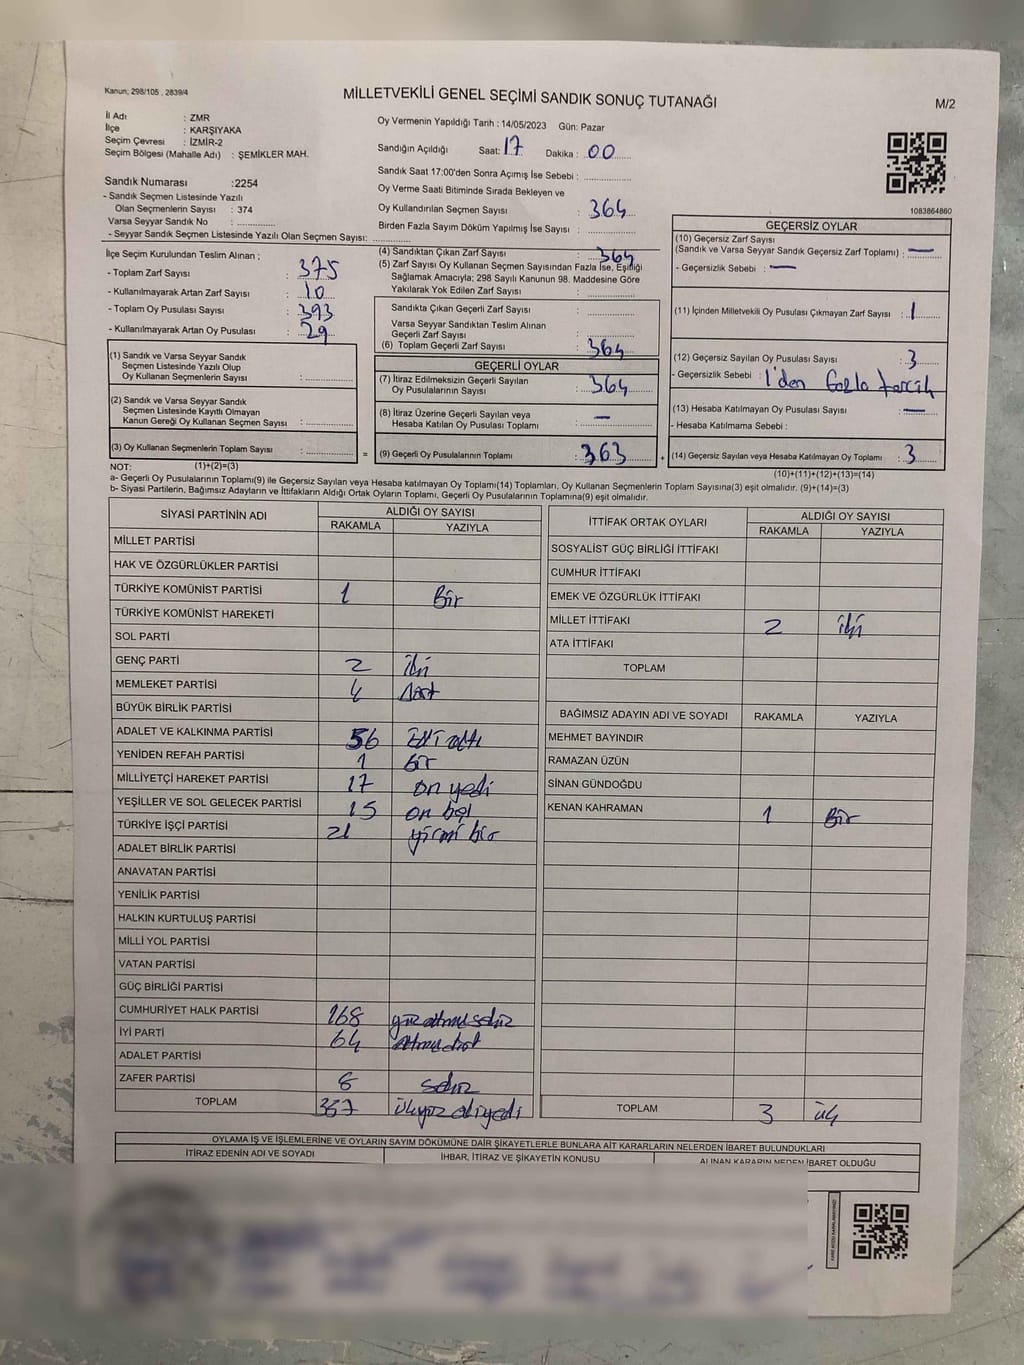 Kanun; 298/105 , 2839/4
MİLLETVEKİLİ GENEL SEÇİMİ SANDIK SONUÇ TUTANAĞI
M/2
İl Adı : ZMR
İlçe : KARŞIYAKA
Seçim Çevresi : İZMİR-2
Seçim Bölgesi (Mahalle Adı) : ŞEMİKLER MAH.
Sandık Numarası :2254
- Sandık Seçmen Listesinde Yazılı
Olan Seçmenlerin Sayısı : 374
Varsa Seyyar Sandık No :
- Seyyar Sandık Seçmen Listesinde Yazılı Olan Seçmen Sayısı:
Oy Vermenin Yapıldığı Tarih : 14/05/2023 Gün: Pazar
Sandığın Açıldığı Saat: 17 Dakika : 00
Sandık Saat 17:00'den Sonra Açımış İse Sebebi :
Oy Verme Saati Bitiminde Sırada Bekleyen ve
Oy Kullandırılan Seçmen Sayısı : 364
Birden Fazla Sayım Döküm Yapılmış İse Sayısı :
1083864860
İlçe Seçim Kurulundan Teslim Alınan ;
- Toplam Zarf Sayısı : 375
- Kullanılmayarak Artan Zarf Sayısı : 10
- Toplam Oy Pusulası Sayısı : 393
- Kullanılmayarak Artan Oy Pusulası : 29
(1) Sandık ve Varsa Seyyar Sandık
Seçmen Listesinde Yazılı Olup
Oy Kullanan Seçmenlerin Sayısı :
(2) Sandık ve Varsa Seyyar Sandık
Seçmen Listesinde Kayıtlı Olmayan
Kanun Gereği Oy Kullanan Seçmen Sayısı :
(3) Oy Kullanan Seçmenlerin Toplam Sayısı :
=
(4) Sandıktan Çıkan Zarf Sayısı : 364
(5) Zarf Sayısı Oy Kullanan Seçmen Sayısından Fazla İse, Eşitliği
Sağlamak Amacıyla; 298 Sayılı Kanunun 98. Maddesine Göre
Yakılarak Yok Edilen Zarf Sayısı :
Sandıkta Çıkan Geçerli Zarf Sayısı :
Varsa Seyyar Sandıktan Teslim Alınan
Geçerli Zarf Sayısı :
(6) Toplam Geçerli Zarf Sayısı : 364
GEÇERLİ OYLAR
(7) İtiraz Edilmeksizin Geçerli Sayılan
Oy Pusulalarının Sayısı : 364
(8) İtiraz Üzerine Geçerli Sayılan veya
Hesaba Katılan Oy Pusulası Toplamı : —
(9) Geçerli Oy Pusulalarının Toplamı : 363
+
GEÇERSİZ OYLAR
(10) Geçersiz Zarf Sayısı
(Sandık ve Varsa Seyyar Sandık Geçersiz Zarf Toplamı) : —
- Geçersizlik Sebebi : —
(11) İçinden Milletvekili Oy Pusulası Çıkmayan Zarf Sayısı : 1
(12) Geçersiz Sayılan Oy Pusulası Sayısı : 3
- Geçersizlik Sebebi : 1'den fazla tercih
(13) Hesaba Katılmayan Oy Pusulası Sayısı : —
- Hesaba Katılmama Sebebi :
(14) Geçersiz Sayılan veya Hesaba Katılmayan Oy Toplamı : 3
NOT: (1)+(2)=(3)
(10)+(11)+(12)+(13)=(14)
a- Geçerli Oy Pusulalarının Toplamı(9) ile Geçersiz Sayılan veya Hesaba katılmayan Oy Toplamı(14) Toplamları, Oy Kullanan Seçmenlerin Toplam Sayısına(3) eşit olmalıdır. (9)+(14)=(3)
b- Siyasi Partilerin, Bağımsız Adayların ve İttifakların Aldığı Ortak Oyların Toplamı, Geçerli Oy Pusulalarının Toplamına(9) eşit olmalıdır.
SİYASİ PARTİNİN ADI ALDIĞI OY SAYISI
RAKAMLA YAZIYLA
MİLLET PARTİSİ
HAK VE ÖZGÜRLÜKLER PARTİSİ
TÜRKİYE KOMÜNİST PARTİSİ 1 Bir
TÜRKİYE KOMÜNİST HAREKETİ
SOL PARTİ
GENÇ PARTİ 2 iki
MEMLEKET PARTİSİ 4 dört
BÜYÜK BİRLİK PARTİSİ
ADALET VE KALKINMA PARTİSİ 56 Elli altı
YENİDEN REFAH PARTİSİ 1 bir
MİLLİYETÇİ HAREKET PARTİSİ 17 on yedi
YEŞİLLER VE SOL GELECEK PARTİSİ 15 on beş
TÜRKİYE İŞÇİ PARTİSİ 21 yirmi bir
ADALET BİRLİK PARTİSİ
ANAVATAN PARTİSİ
YENİLİK PARTİSİ
HALKIN KURTULUŞ PARTİSİ
MİLLİ YOL PARTİSİ
VATAN PARTİSİ
GÜÇ BİRLİĞİ PARTİSİ
CUMHURİYET HALK PARTİSİ 168 yüzaltmışsekiz
İYİ PARTİ 64 altmışdört
ADALET PARTİSİ
ZAFER PARTİSİ 8 sekiz
TOPLAM 357 üçyüz elliyedi
İTTİFAK ORTAK OYLARI ALDIĞI OY SAYISI
RAKAMLA YAZIYLA
SOSYALİST GÜÇ BİRLİĞİ İTTİFAKI
CUMHUR İTTİFAKI
EMEK VE ÖZGÜRLÜK İTTİFAKI
MİLLET İTTİFAKI 2 iki
ATA İTTİFAKI
TOPLAM
BAĞIMSIZ ADAYIN ADI VE SOYADI RAKAMLA YAZIYLA
MEHMET BAYINDIR
RAMAZAN ÜZÜN
SİNAN GÜNDOĞDU
KENAN KAHRAMAN 1 Bir
TOPLAM 3 üç
OYLAMA İŞ VE İŞLEMLERİNE VE OYLARIN SAYIM DÖKÜMÜNE DAİR ŞİKAYETLERLE BUNLARA AİT KARARLARIN NELERDEN İBARET BULUNDUKLARI
İTİRAZ EDENİN ADI VE SOYADI İHBAR, İTİRAZ VE ŞİKAYETİN KONUSU ALINAN KARARIN NEDEN İBARET OLDUĞU